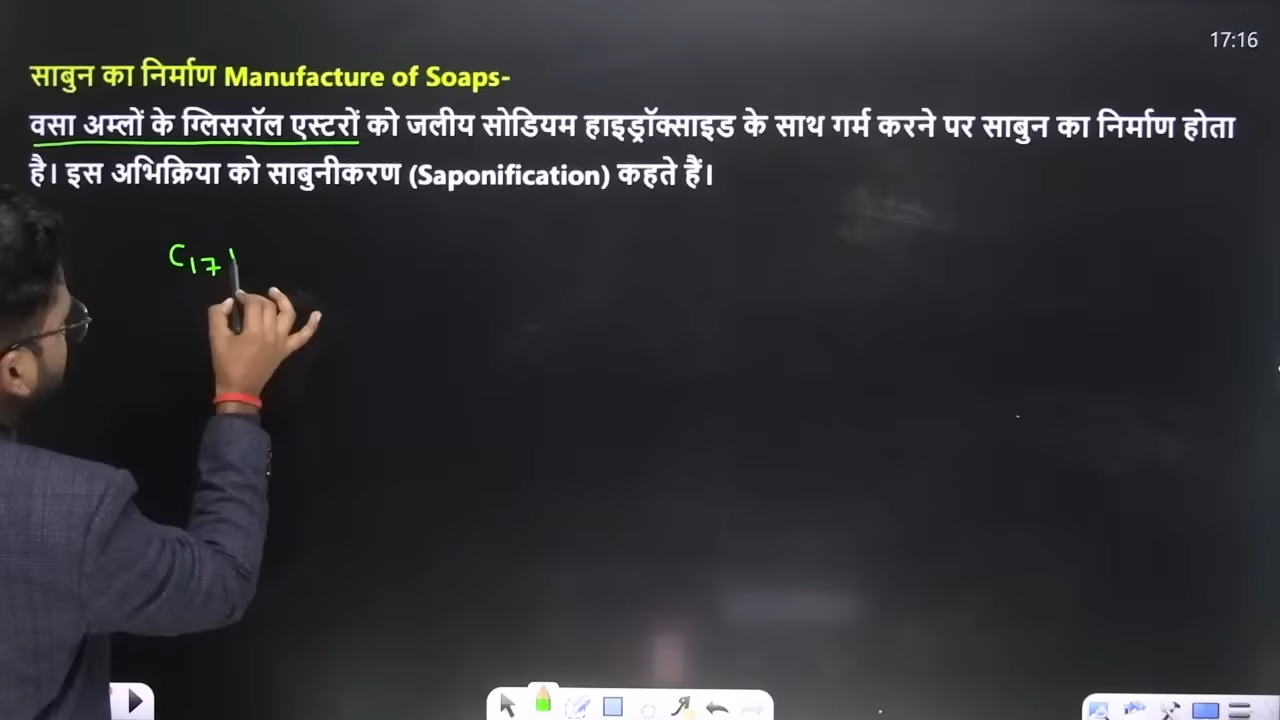 17:16
साबुन का निर्माण Manufacture of Soaps-
वसा अम्लों के ग्लिसरॉल एस्टरों को जलीय सोडियम हाइड्रॉक्साइड के साथ गर्म करने पर साबुन का निर्माण होता
है। इस अभिक्रिया को साबुनीकरण (Saponification) कहते हैं।
C17